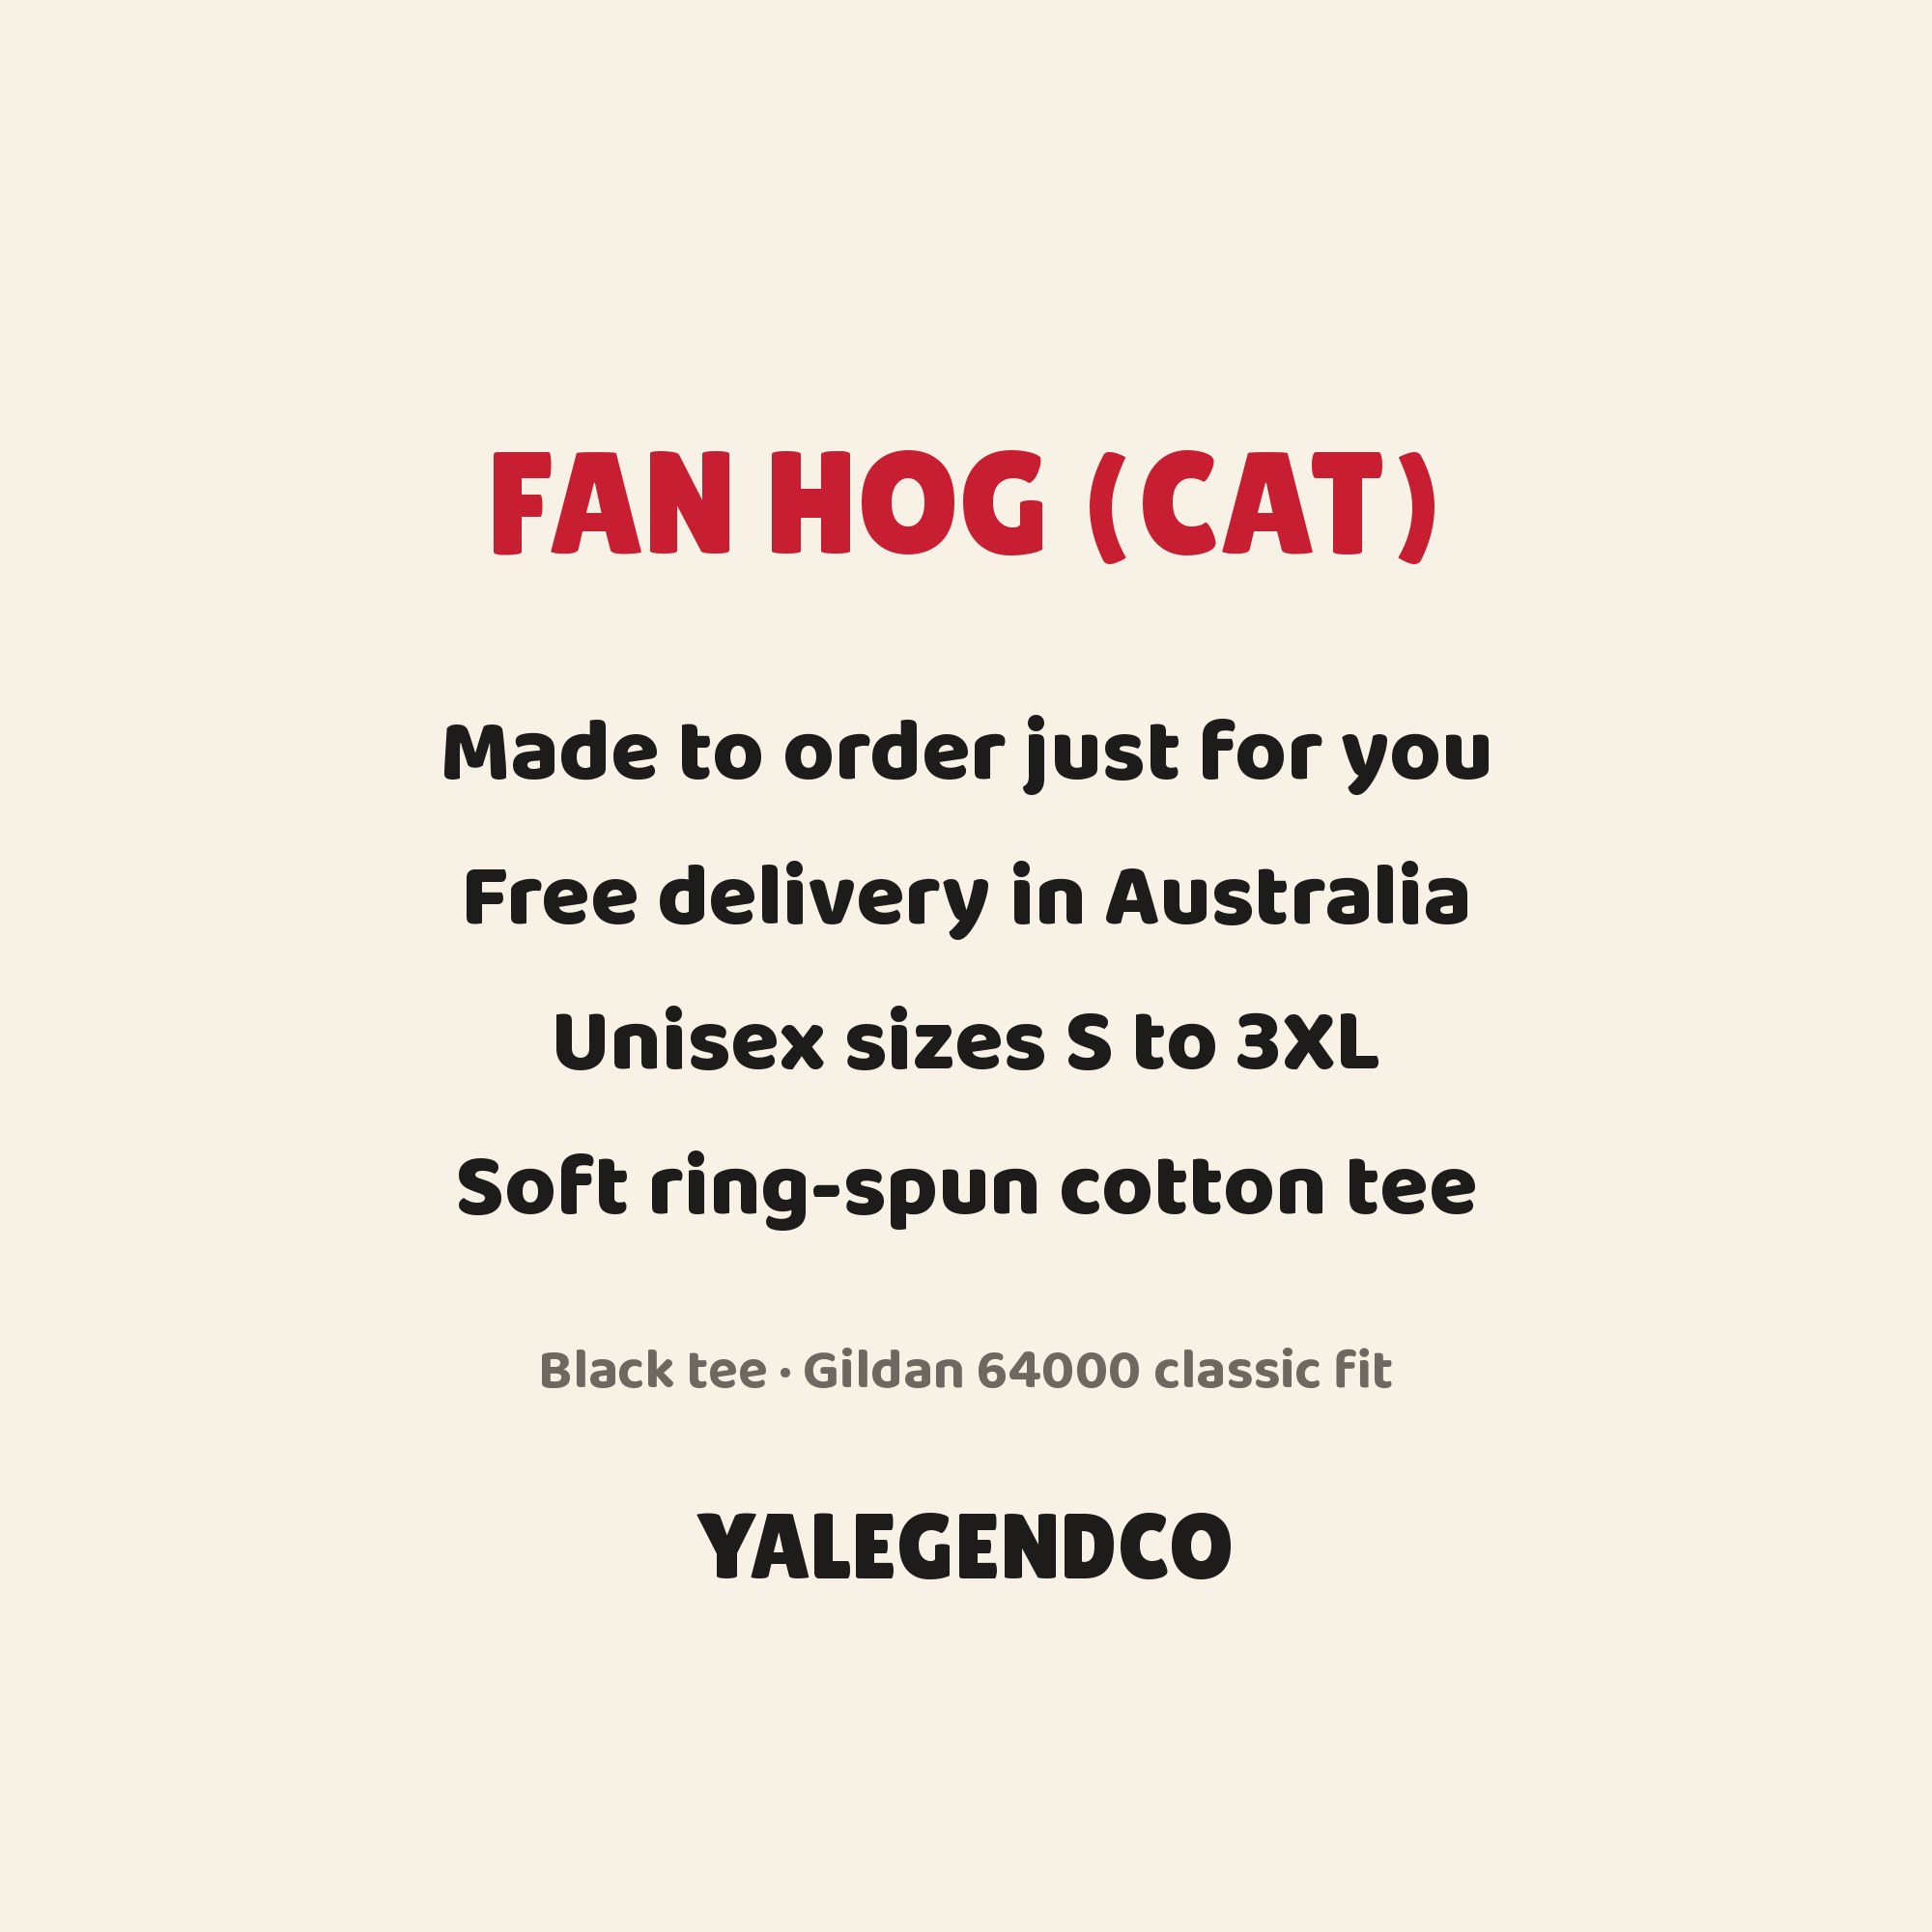 FAN HOG (CAT)
Made to order just for you
Free delivery in Australia
Unisex sizes S to 3XL
Soft ring-spun cotton tee
Black tee • Gildan 64000 classic fit
YALEGENDCO